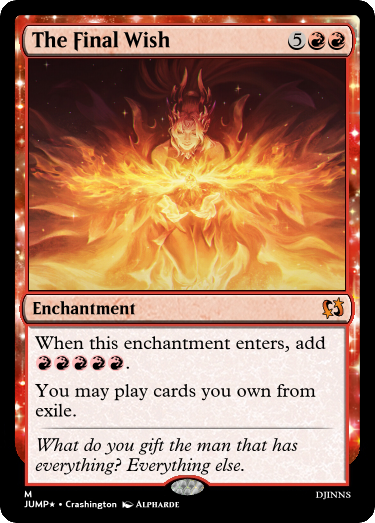 The Final Wish 5
Enchantment
When this enchantment enters, add
.
You may play cards you own from
exile.
What do you gift the man that has
everything? Everything else.
M DJINNS
JUMP★ • Crashington ALPHARDE